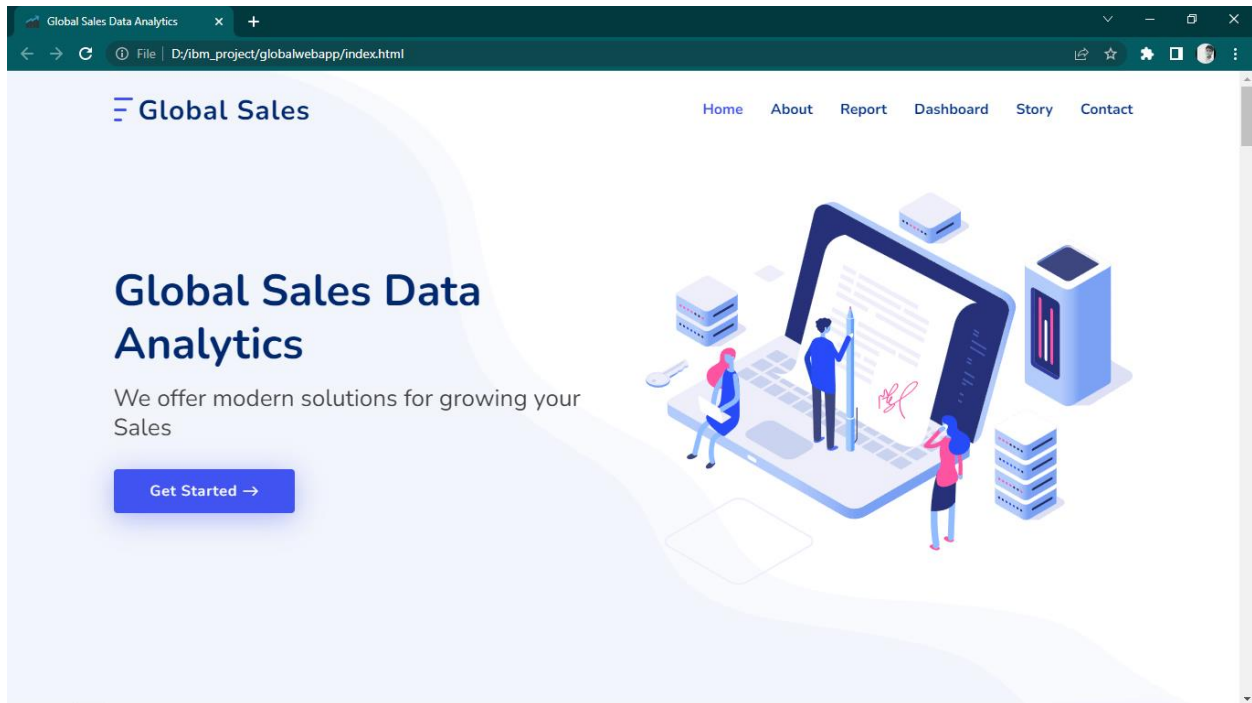 Global Sales Data Analytics
File | D:/ibm_project/globalwebapp/index.html
Global Sales
Home About Report Dashboard Story Contact
Global Sales Data
Analytics
We offer modern solutions for growing your
Sales
Get Started →